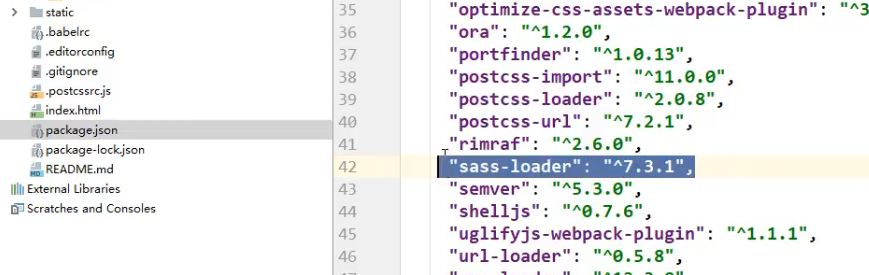 static
.babelrc
.editorconfig
.gitignore
.postcssrc.js
index.html
package.json
package-lock.json
README.md
External Libraries
Scratches and Consoles
35 "optimize-css-assets-webpack-plugin": "^3
36 "ora": "^1.2.0",
37 "portfinder": "^1.0.13",
38 "postcss-import": "^11.0.0",
39 "postcss-loader": "^2.0.8",
40 "postcss-url": "^7.2.1",
41 "rimraf": "^2.6.0",
42 "sass-loader": "^7.3.1",
43 "semver": "^5.3.0",
44 "shelljs": "^0.7.6",
45 "uglifyjs-webpack-plugin": "^1.1.1",
46 "url-loader": "^0.5.8",